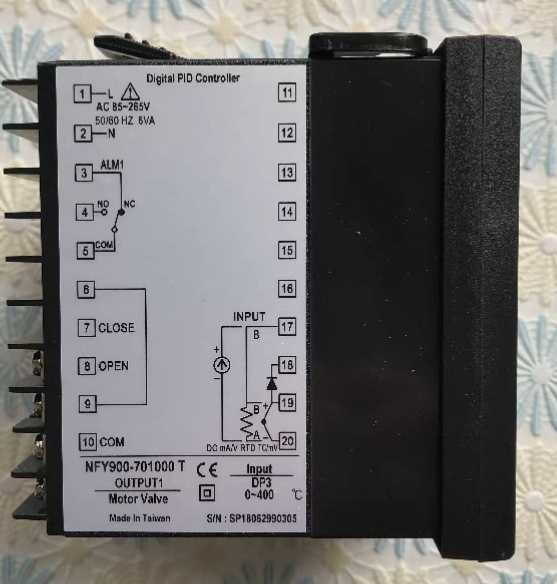 Digital PID Controller
1 L
AC 85~265V
50/60 HZ 6VA
2 N
3 ALM1
4 NO NC
5 COM
6
7 CLOSE
8 OPEN
9
10 COM
11
12
13
14
15
16
INPUT
17
B
+
−
18
19
B +
20
A −
DC mA/V RTD TC/mV
NFY900-701000 T
OUTPUT1
Motor Valve
CE
Input
DP3
0~400 ℃
Made In Taiwan
S/N : SP18062990305